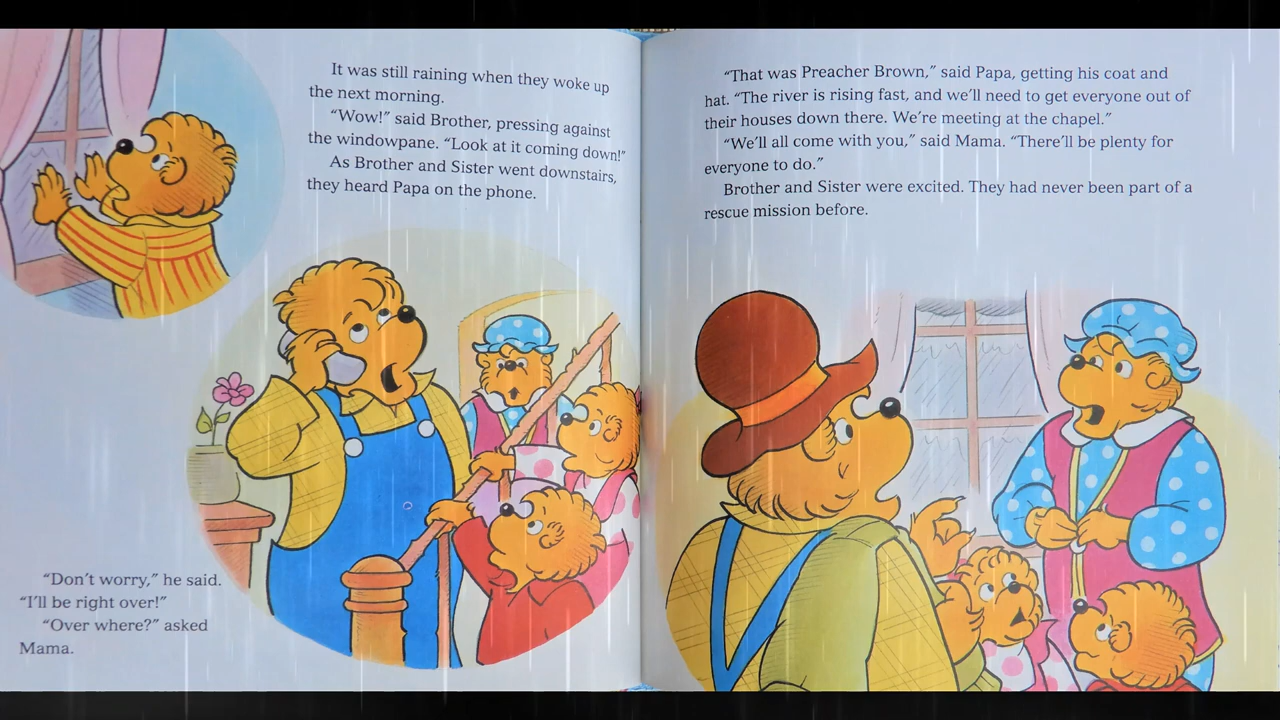 It was still raining when they woke up
the next morning.
“Wow!” said Brother, pressing against
the windowpane. “Look at it coming down!”
As Brother and Sister went downstairs,
they heard Papa on the phone.
“Don’t worry,” he said.
“I’ll be right over!”
“Over where?” asked
Mama.
“That was Preacher Brown,” said Papa, getting his coat and
hat. “The river is rising fast, and we’ll need to get everyone out of
their houses down there. We’re meeting at the chapel.”
“We’ll all come with you,” said Mama. “There’ll be plenty for
everyone to do.”
Brother and Sister were excited. They had never been part of a
rescue mission before.